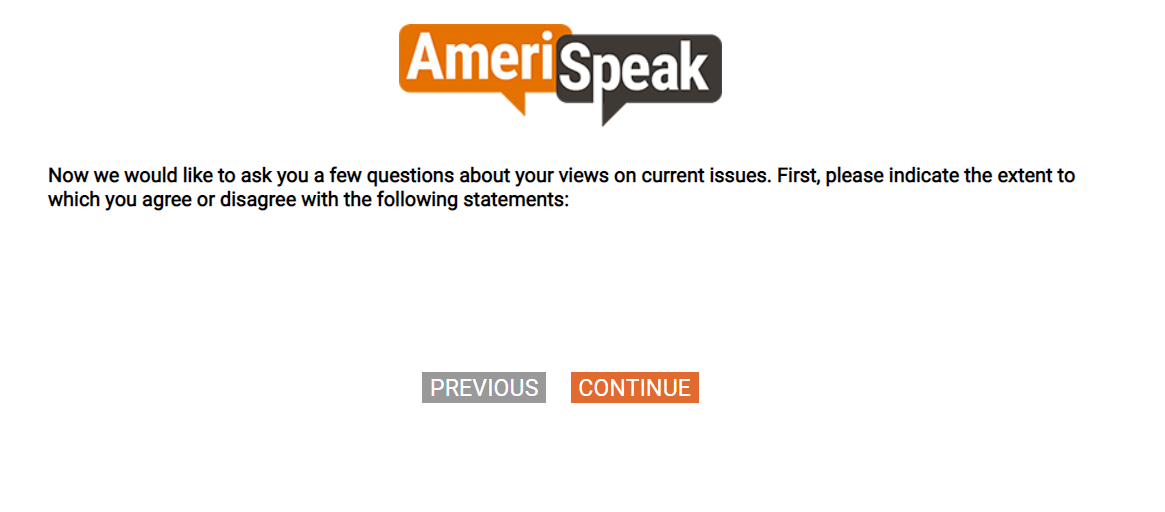 AmeriSpeak
Now we would like to ask you a few questions about your views on current issues. First, please indicate the extent to
which you agree or disagree with the following statements:
PREVIOUS CONTINUE